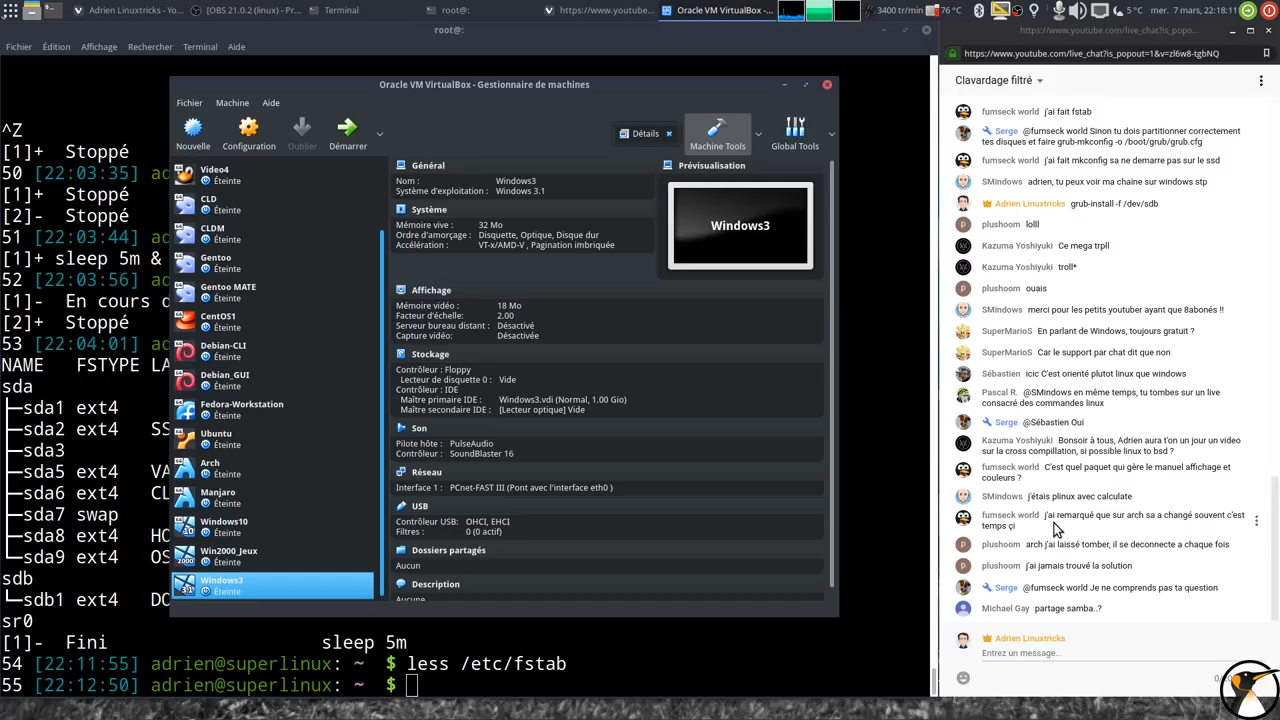 Adrien Linuxtricks - Yo...
[OBS 21.0.2 (linux) - Pro...
Terminal
root@:
https://www.youtube...
Oracle VM VirtualBox -...
3400 tr/min
76 °C
5 °C
mer. 7 mars, 22:18:11
root@:
Fichier
Édition
Affichage
Rechercher
Terminal
Aide
^Z
[1]+ Stoppé
50 [22:03:35]
[1]+ Stoppé
[2]- Stoppé
51 [22:03:44]
[1]+ sleep 5m &
52 [22:03:56]
[1]- En cours
[2]+ Stoppé
53 [22:04:01]
NAME FSTYPE LA
sda
├─sda1 ext4
├─sda2 ext4 SS
├─sda3
├─sda5 ext4 VA
├─sda6 ext4 CL
├─sda7 swap
├─sda8 ext4 HO
└─sda9 ext4 OS
sdb
└─sdb1 ext4 DO
sr0
[1]- Fini sleep 5m
54 [22:11:55] adrien@superlinux: ~ $ less /etc/fstab
55 [22:12:50] adrien@superlinux: ~ $
Oracle VM VirtualBox - Gestionnaire de machines
Fichier
Machine
Aide
Nouvelle
Configuration
Oublier
Démarrer
Détails
Machine Tools
Global Tools
Video4
Éteinte
CLD
Éteinte
CLDM
Éteinte
Gentoo
Éteinte
Gentoo MATE
Éteinte
CentOS1
Éteinte
Debian-CLI
Éteinte
Debian_GUI
Éteinte
Fedora-Workstation
Éteinte
Ubuntu
Éteinte
Arch
Éteinte
Manjaro
Éteinte
Windows10
Éteinte
Win2000_Jeux
Éteinte
Windows3
Éteinte
Général
Nom : Windows3
Système d'exploitation : Windows 3.1
Système
Mémoire vive : 32 Mo
Ordre d'amorçage : Disquette, Optique, Disque dur
Accélération : VT-x/AMD-V , Pagination imbriquée
Prévisualisation
Windows3
Affichage
Mémoire vidéo : 18 Mo
Facteur d'échelle : 2.00
Serveur bureau distant : Désactivé
Capture vidéo: Désactivée
Stockage
Contrôleur : Floppy
Lecteur de disquette 0 : Vide
Contrôleur : IDE
Maître primaire IDE : Windows3.vdi (Normal, 1.00 Gio)
Maître secondaire IDE : [Lecteur optique] Vide
Son
Pilote hôte : PulseAudio
Contrôleur : SoundBlaster 16
Réseau
Interface 1 : PCnet-FAST III (Pont avec l'interface eth0 )
USB
Contrôleur USB: OHCI, EHCI
Filtres : 0 (0 actif)
Dossiers partagés
Aucun
Description
https://www.youtube.com/live_chat?is_popo...
https://www.youtube.com/live_chat?is_popout=1&v=zl6w8-tgbNQ
Clavardage filtré
fumseck world j'ai fait fstab
Serge @fumseck world Sinon tu dois partitionner correctement
tes disques et faire grub-mkconfig -o /boot/grub/grub.cfg
fumseck world j'ai fait mkconfig sa ne demarre pas sur le ssd
SMindows adrien, tu peux voir ma chaine sur windows stp
Adrien Linuxtricks grub-install -f /dev/sdb
plushoom lolll
Kazuma Yoshiyuki Ce mega trpll
Kazuma Yoshiyuki troll*
plushoom ouais
SMindows merci pour les petits youtuber ayant que 8abonés !!
SuperMarioS En parlant de Windows, toujours gratuit ?
SuperMarioS Car le support par chat dit que non
Sébastien icic C'est orienté plutot linux que windows
Pascal R. @SMindows en même temps, tu tombes sur un live
consacré des commandes linux
Serge @Sébastien Oui
Kazuma Yoshiyuki Bonsoir à tous, Adrien aura t'on un jour un video
sur la cross compillation, si possible linux to bsd ?
fumseck world C'est quel paquet qui gère le manuel affichage et
couleurs ?
SMindows j'étais plinux avec calculate
fumseck world j'ai remarqué que sur arch sa a changé souvent c'est
temps çi
plushoom arch j'ai laissé tomber, il se deconnecte a chaque fois
plushoom j'ai jamais trouvé la solution
Serge @fumseck world Je ne comprends pas ta question
Michael Gay partage samba..?
Adrien Linuxtricks
Entrez un message...